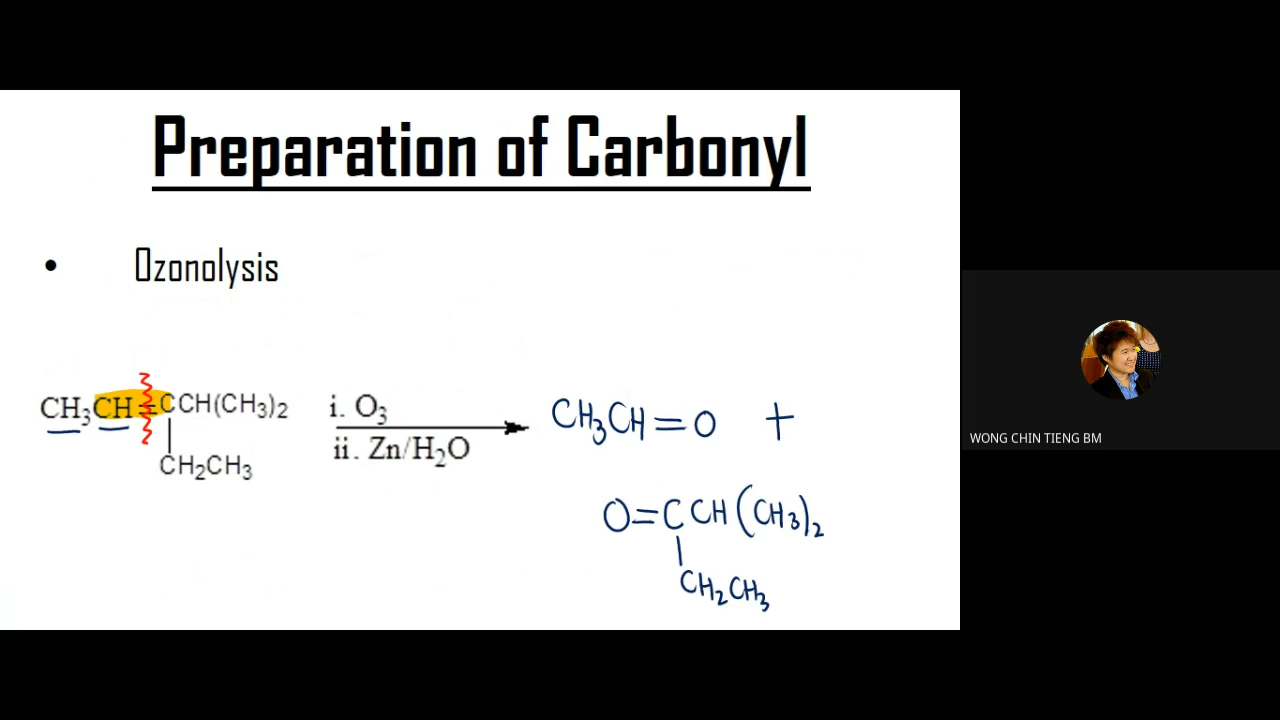 Preparation of Carbonyl
• Ozonolysis
CH₃CH=CCH(CH₃)₂
CH₂CH₃
i. O₃
ii. Zn/H₂O
CH₃CH=O +
O=CCH(CH₃)₂
CH₂CH₃
WONG CHIN TIENG BM